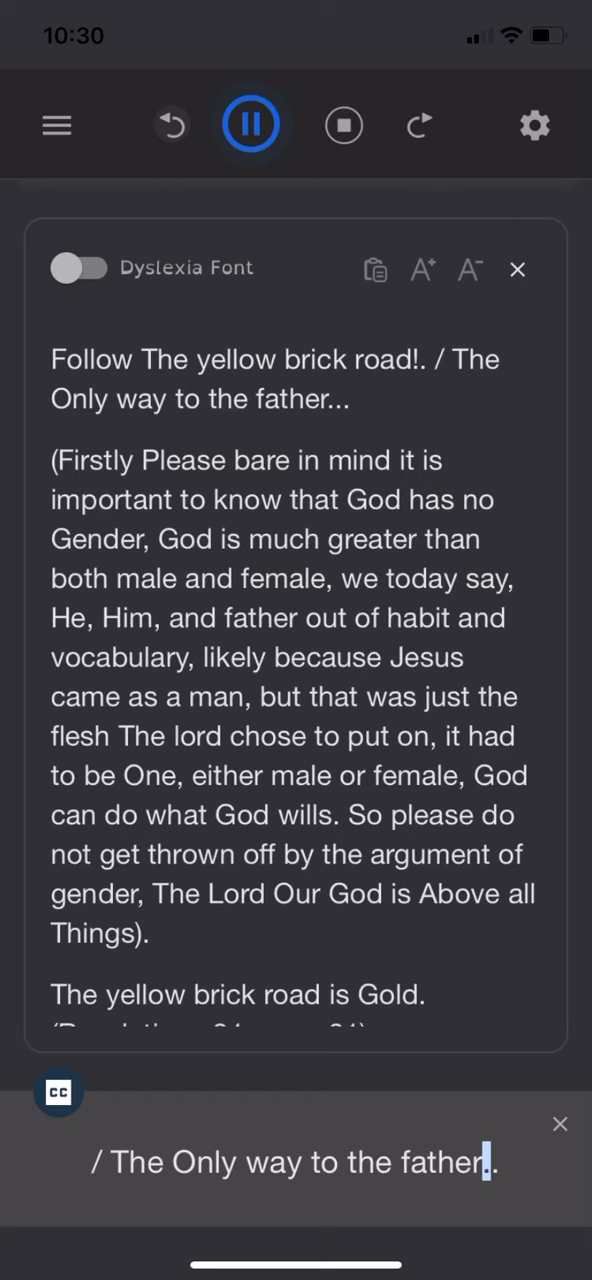 10:30
Dyslexia Font
A+
A-
Follow The yellow brick road!. / The
Only way to the father...
(Firstly Please bare in mind it is
important to know that God has no
Gender, God is much greater than
both male and female, we today say,
He, Him, and father out of habit and
vocabulary, likely because Jesus
came as a man, but that was just the
flesh The lord chose to put on, it had
to be One, either male or female, God
can do what God wills. So please do
not get thrown off by the argument of
gender, The Lord Our God is Above all
Things).
The yellow brick road is Gold.
CC
/ The Only way to the father..